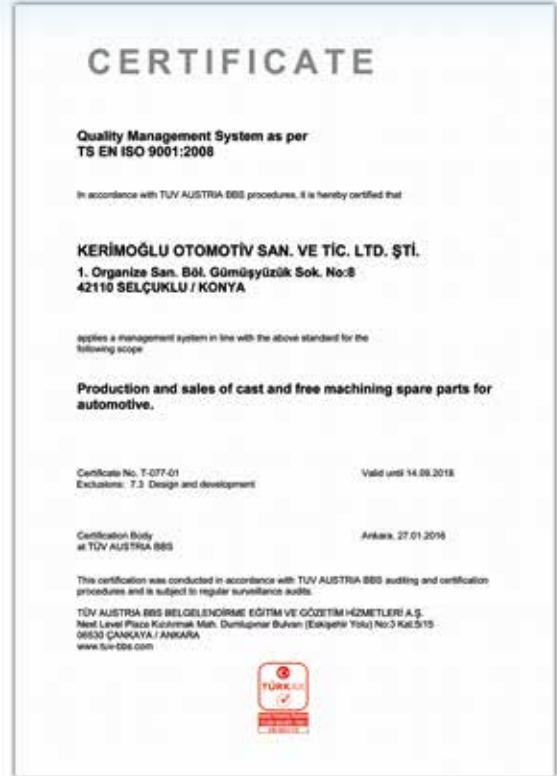 CERTIFICATE
Quality Management System as per
TS EN ISO 9001:2008
In accordance with TUV AUSTRIA BBS procedures, it is hereby certified that
KERİMOĞLU OTOMOTİV SAN. VE TİC. LTD. ŞTİ.
1. Organize San. Böl. Gümüşyüzük Sok. No:8
42110 SELÇUKLU / KONYA
applies a management system in line with the above standard for the
following scope
Production and sales of cast and free machining spare parts for
automotive.
Certificate No. T-077-01
Valid until 14.09.2018
Exclusions: 7.3 Design and development
Certification Body
at TÜV AUSTRIA BBS
Ankara, 27.01.2016
This certification was conducted in accordance with TUV AUSTRIA BBS auditing and certification
procedures and is subject to regular surveillance audits.
TÜV AUSTRIA BBS BELGELENDİRME EĞİTİM VE GÖZETİM HİZMETLERİ A.Ş.
Next Level Plaza Kızılırmak Mah. Dumlupınar Bulvarı (Eskişehir Yolu) No:3 Kat:5/15
06530 ÇANKAYA / ANKARA
www.tuv-bbs.com
TÜRKAK